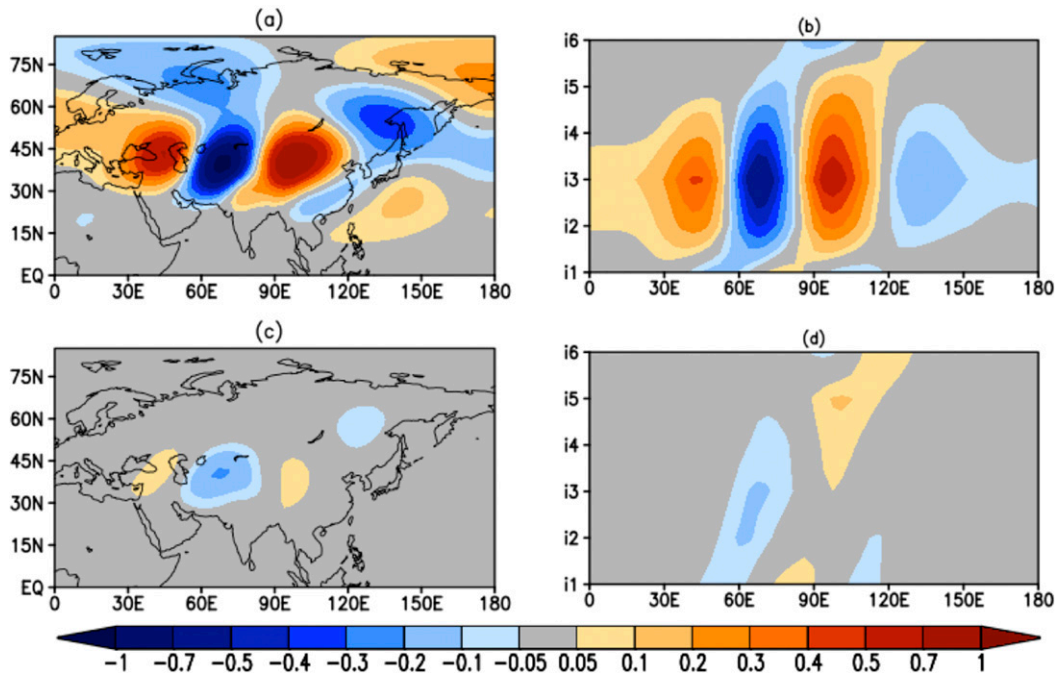 (a)
75N
60N
45N
30N
15N
EQ
0 30E 60E 90E 120E 150E 180
(b)
i6
i5
i4
i3
i2
i1
0 30E 60E 90E 120E 150E 180
(c)
75N
60N
45N
30N
15N
EQ
0 30E 60E 90E 120E 150E 180
(d)
i6
i5
i4
i3
i2
i1
0 30E 60E 90E 120E 150E 180
-1 -0.7 -0.5 -0.4 -0.3 -0.2 -0.1 -0.05 0.05 0.1 0.2 0.3 0.4 0.5 0.7 1